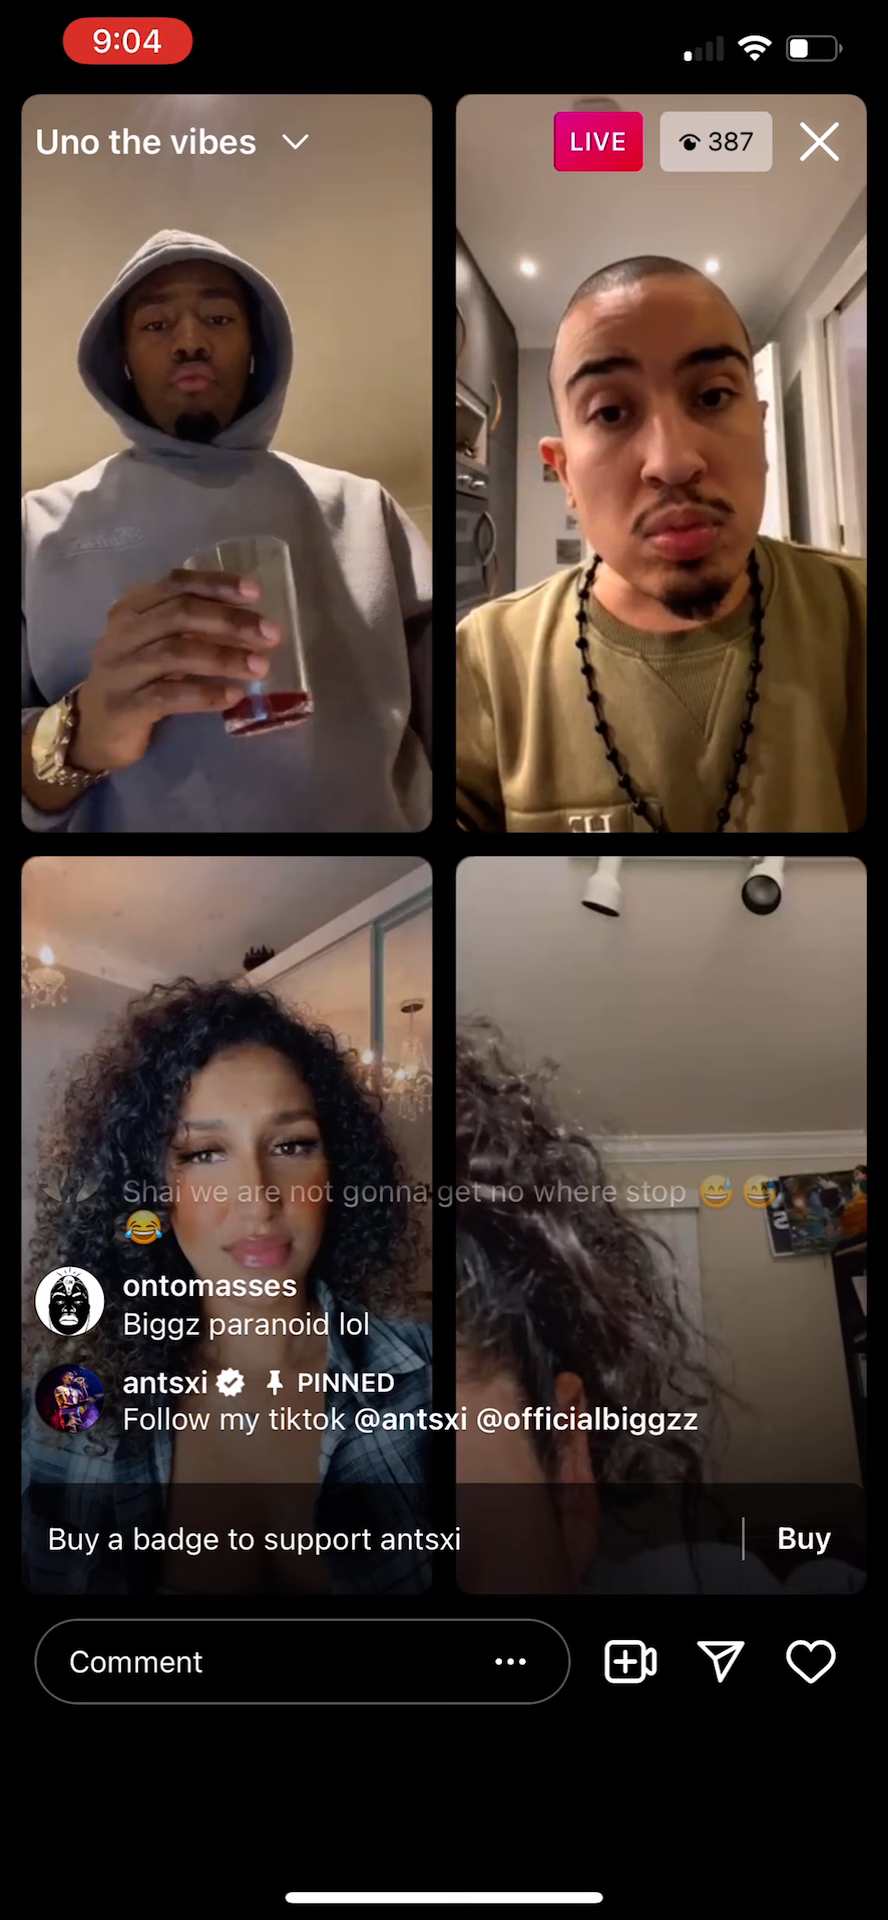 9:04
Uno the vibes
LIVE
387
Shai we are not gonna get no where stop 😅 😅
😂
ontomasses
Biggz paranoid lol
antsxi PINNED
Follow my tiktok @antsxi @officialbiggzz
Buy a badge to support antsxi
Buy
Comment